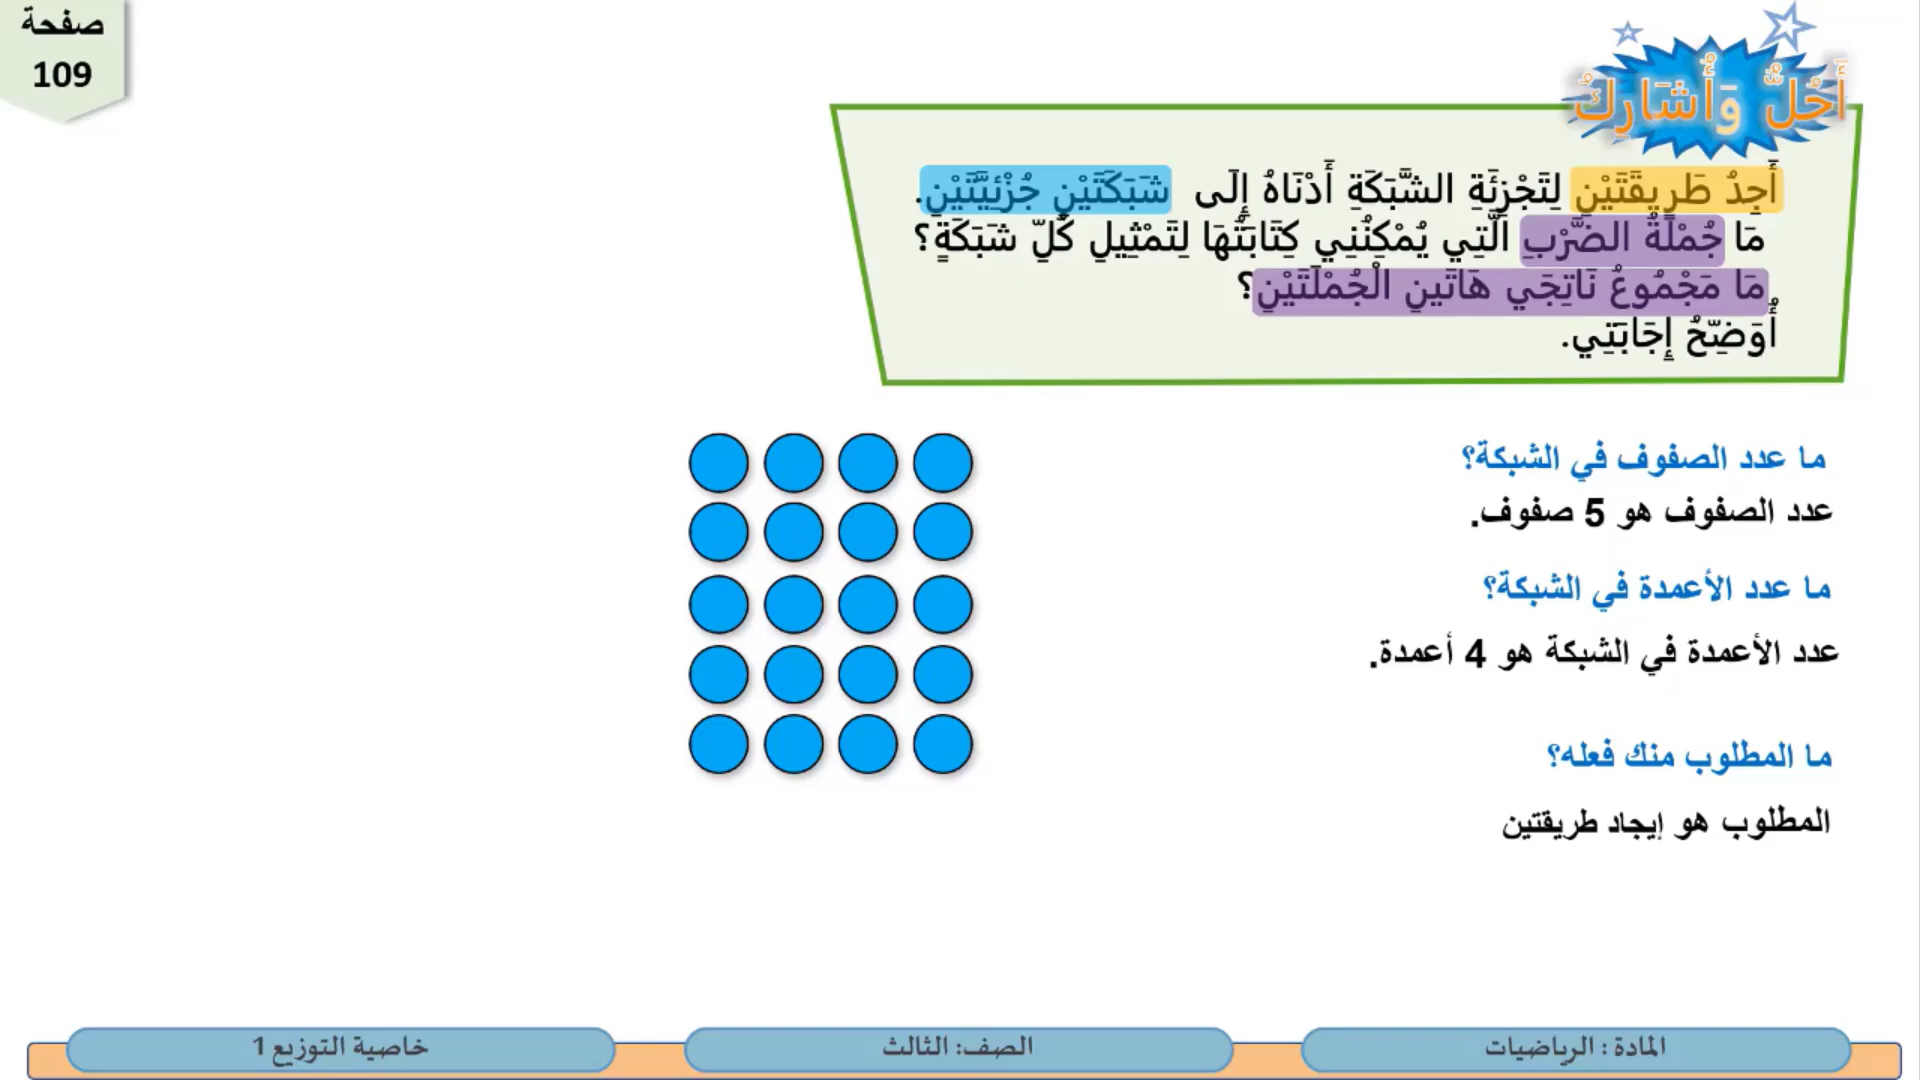 صفحة
109
أَحُلُّ وَأُشَارِكُ
أَجِدُ طَرِيقَتَيْنِ لِتَجْزِئَةِ الشَّبَكَةِ أَدْنَاهُ إِلَى شَبَكَتَيْنِ جُزْئِيَّتَيْنِ.
مَا جُمْلَةُ الضَّرْبِ الَّتِي يُمْكِنُنِي كِتَابَتُهَا لِتَمْثِيلِ كُلِّ شَبَكَةٍ؟
مَا مَجْمُوعُ نَاتِجَي هَاتَينِ الْجُمْلَتَيْنِ؟
أُوَضِّحُ إِجَابَتِي.
ما عدد الصفوف في الشبكة؟
عدد الصفوف هو 5 صفوف.
ما عدد الأعمدة في الشبكة؟
عدد الأعمدة في الشبكة هو 4 أعمدة.
ما المطلوب منك فعله؟
المطلوب هو إيجاد طريقتين
المادة : الرياضيات
الصف: الثالث
خاصية التوزيع 1